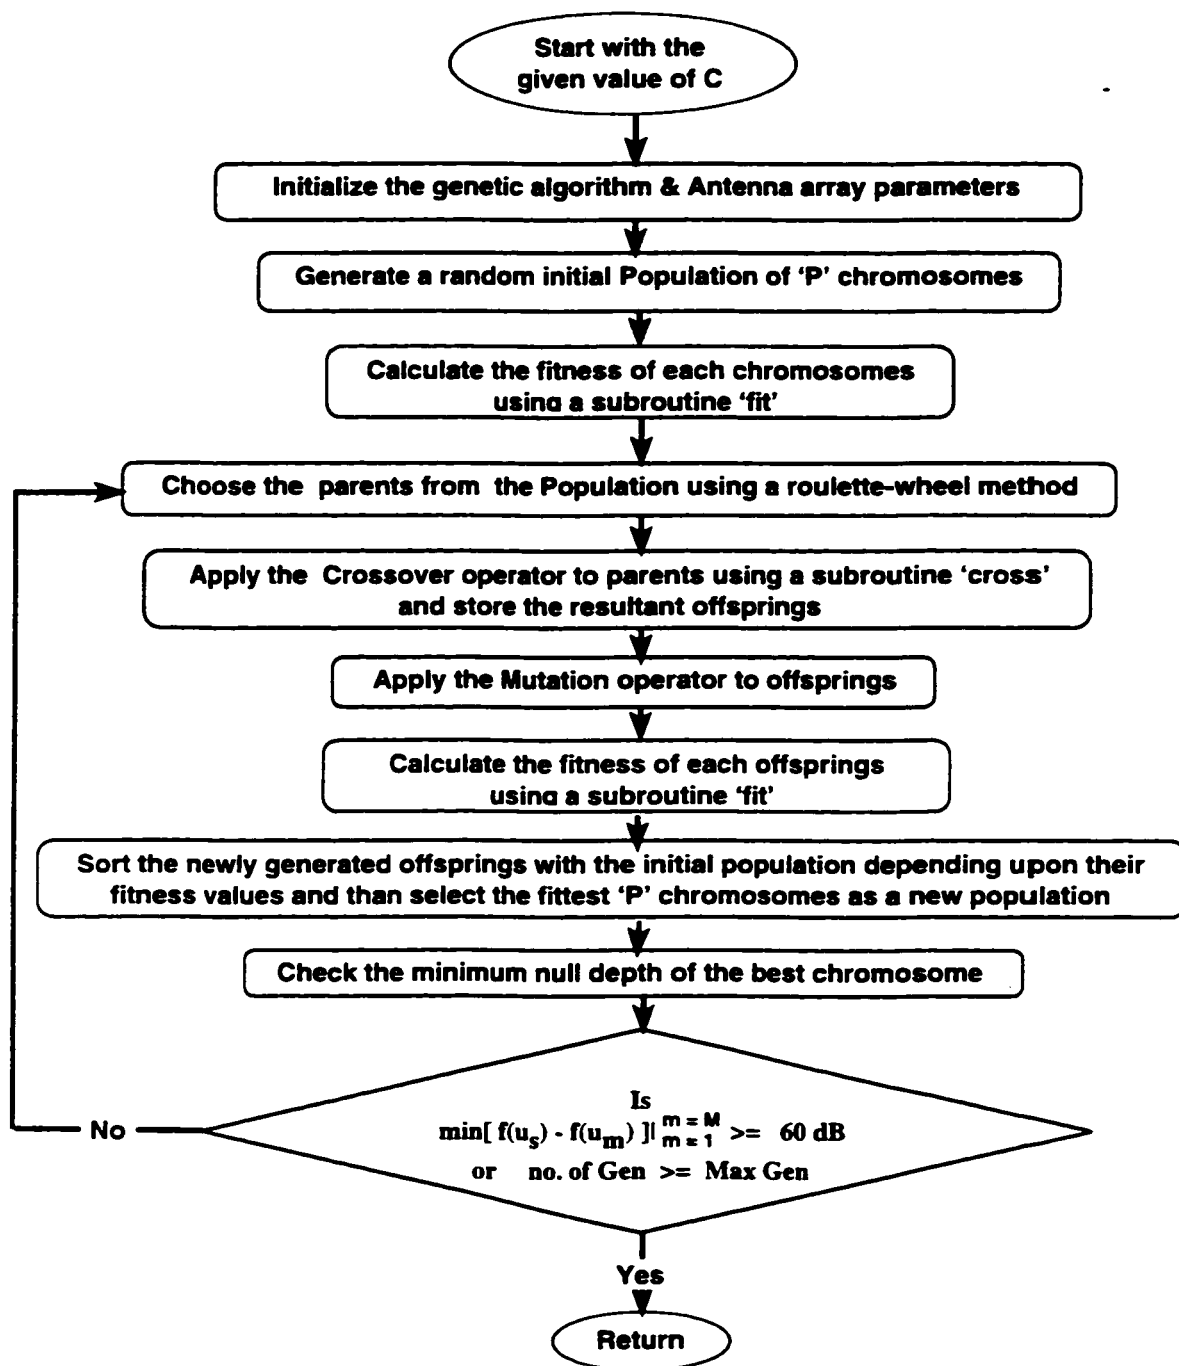 Start with the
given value of C
Initialize the genetic algorithm & Antenna array parameters
Generate a random initial Population of ‘P’ chromosomes
Calculate the fitness of each chromosomes
using a subroutine ‘fit’
Choose the parents from the Population using a roulette-wheel method
Apply the Crossover operator to parents using a subroutine ‘cross’
and store the resultant offsprings
Apply the Mutation operator to offsprings
Calculate the fitness of each offsprings
using a subroutine ‘fit’
Sort the newly generated offsprings with the initial population depending upon their
fitness values and than select the fittest ‘P’ chromosomes as a new population
Check the minimum null depth of the best chromosome
Is
No
min[ f(u_s) - f(u_m) ]| m = M m = 1 >= 60 dB
or no. of Gen >= Max Gen
Yes
Return